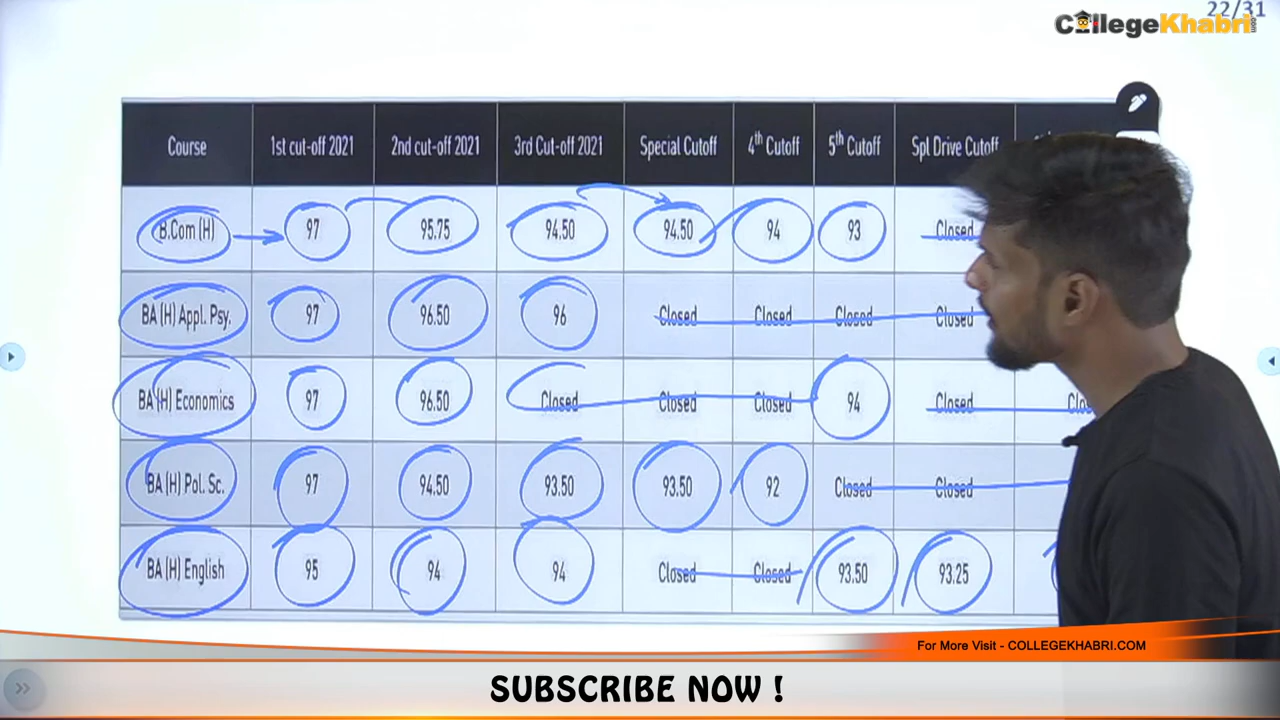 22/31
CollegeKhabri.com
Course 1st cut-off 2021 2nd cut-off 2021 3rd Cut-off 2021 Special Cutoff 4th Cutoff 5th Cutoff Spl Drive Cutoff
B.Com (H) 97 95.75 94.50 94.50 94 93 Closed
BA (H) Appl. Psy. 97 96.50 96 Closed Closed Closed Closed
BA (H) Economics 97 96.50 Closed Closed Closed 94 Closed Clo
BA (H) Pol. Sc. 97 94.50 93.50 93.50 92 Closed Closed
BA (H) English 95 94 94 Closed Closed 93.50 93.25
For More Visit - COLLEGEKHABRI.COM
SUBSCRIBE NOW !